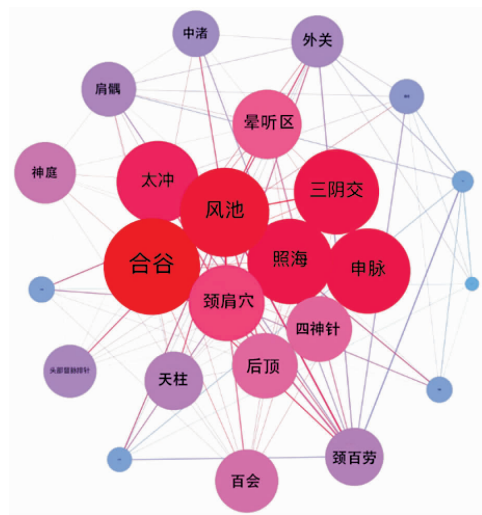 中渚
外关
肩髃
晕听区
神庭
太冲
三阴交
风池
合谷
照海
申脉
颈肩穴
四神针
后顶
天柱
颈百劳
百会